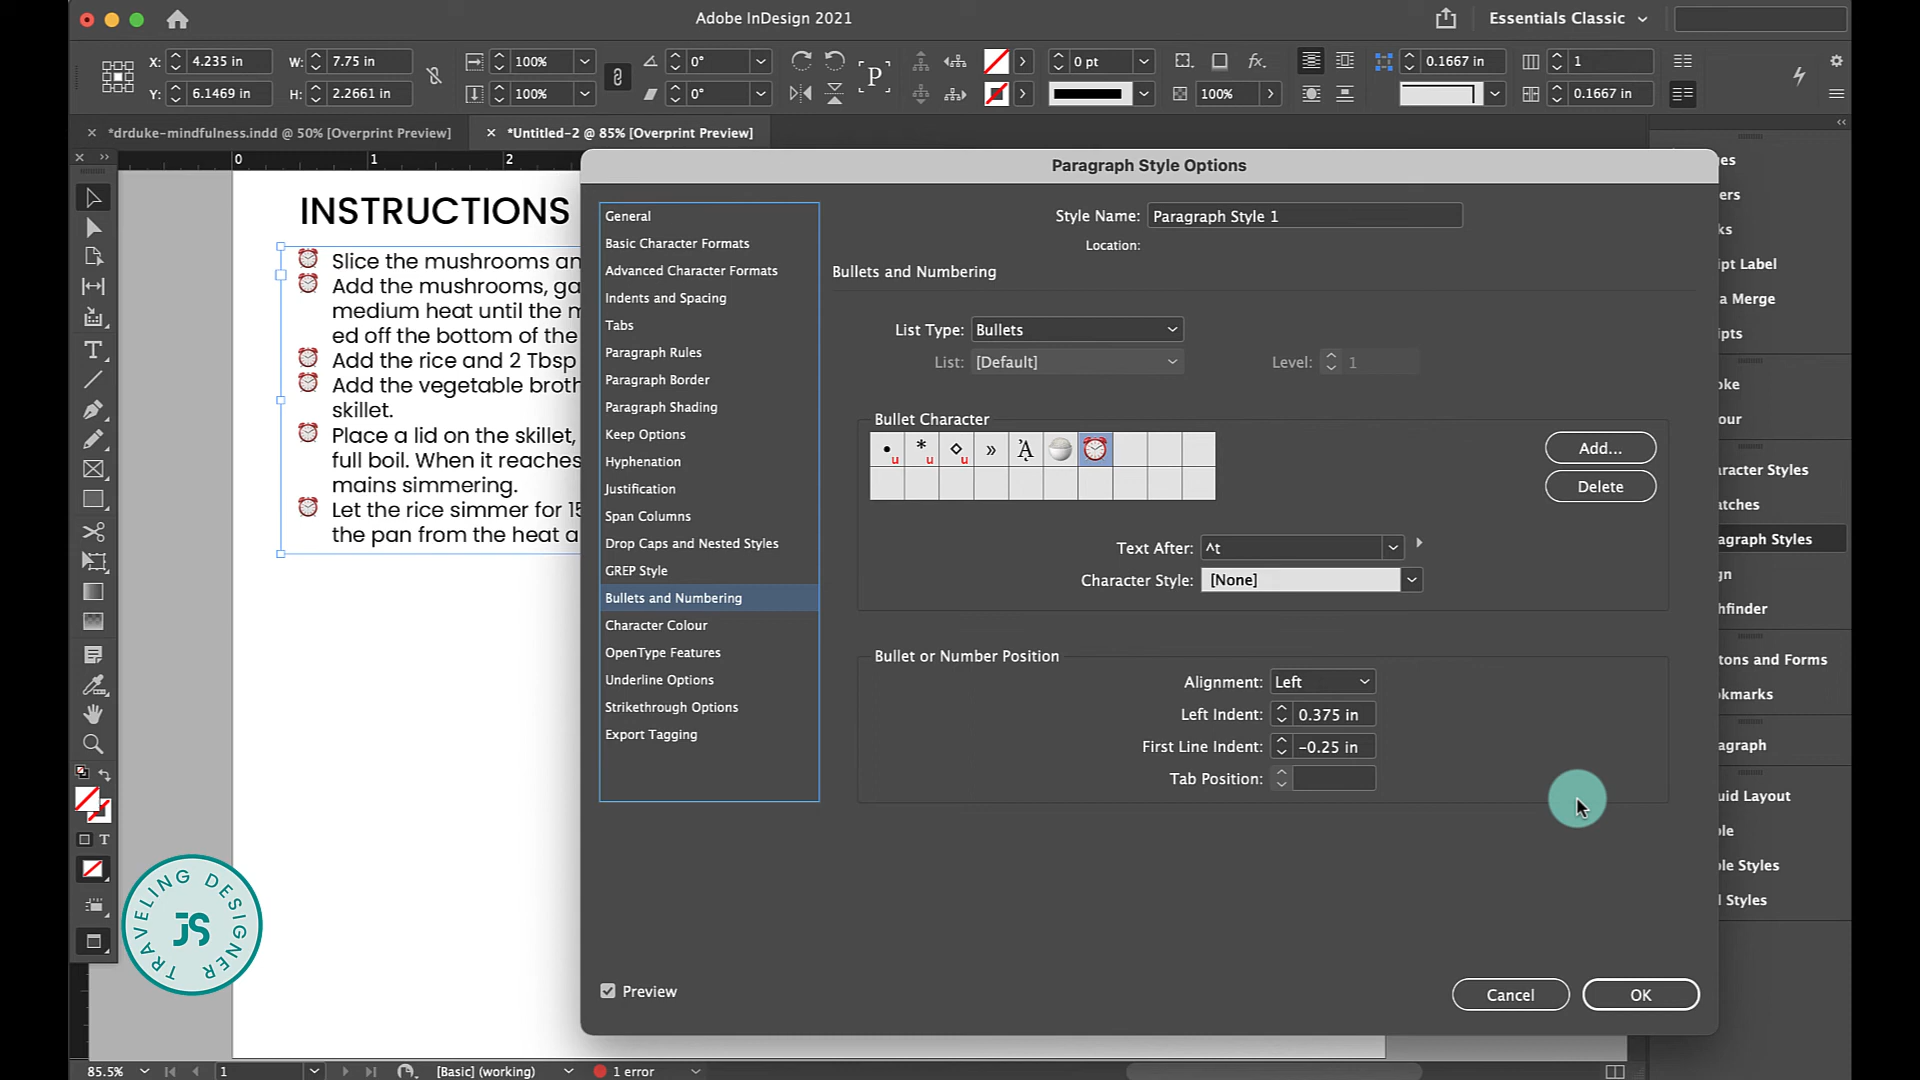 Adobe InDesign 2021
Essentials Classic
X: 4.235 in
W: 7.75 in
100%
0°
0 pt
0.1667 in
1
Y: 6.1469 in
H: 2.2661 in
100%
0°
P
fx.
100%
0.1667 in
*drduke-mindfulness.indd @ 50% [Overprint Preview]
*Untitled-2 @ 85% [Overprint Preview]
0
1
2
INSTRUCTIONS
Slice the mushrooms an
Add the mushrooms, ga
medium heat until the m
ed off the bottom of the
Add the rice and 2 Tbsp
Add the vegetable broth
skillet.
Place a lid on the skillet,
full boil. When it reaches
mains simmering.
Let the rice simmer for 15
the pan from the heat a
Paragraph Style Options
General
Basic Character Formats
Advanced Character Formats
Indents and Spacing
Tabs
Paragraph Rules
Paragraph Border
Paragraph Shading
Keep Options
Hyphenation
Justification
Span Columns
Drop Caps and Nested Styles
GREP Style
Bullets and Numbering
Character Colour
OpenType Features
Underline Options
Strikethrough Options
Export Tagging
Style Name: Paragraph Style 1
Location:
Bullets and Numbering
List Type: Bullets
List: [Default]
Level: 1
Bullet Character
• u * u ◇ u »
Add...
Delete
Text After: ^t
Character Style: [None]
Bullet or Number Position
Alignment: Left
Left Indent: 0.375 in
First Line Indent: -0.25 in
Tab Position:
Preview
Cancel
OK
ges
ers
ks
ipt Label
a Merge
ipts
oke
our
aracter Styles
atches
agraph Styles
gn
hfinder
tons and Forms
okmarks
agraph
uid Layout
ble
ble Styles
l Styles
T
T
TRAVELING DESIGNER
JS
85.5%
1
[Basic] (working)
1 error